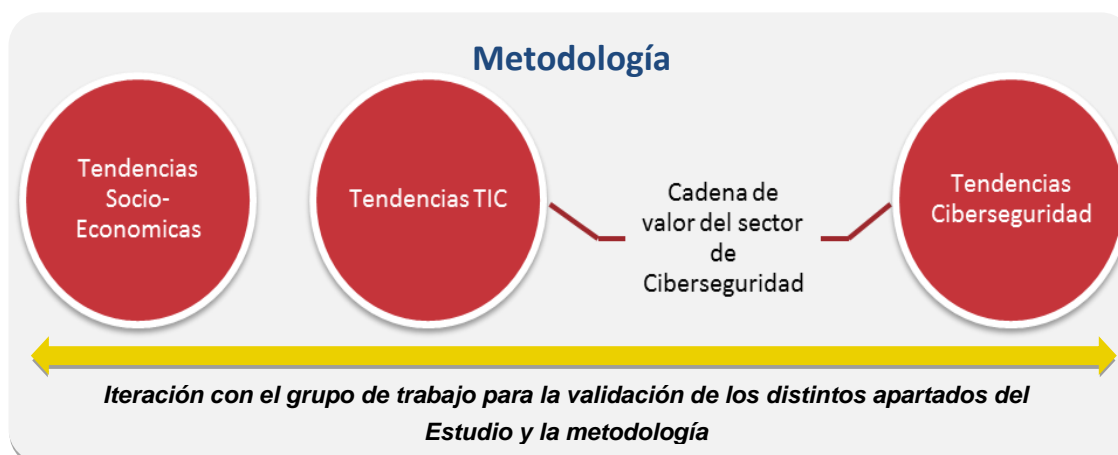 Metodología
Tendencias
Socio-
Economicas
Tendencias TIC
Cadena de
valor del sector
de
Ciberseguridad
Tendencias
Ciberseguridad
Iteración con el grupo de trabajo para la validación de los distintos apartados del
Estudio y la metodología